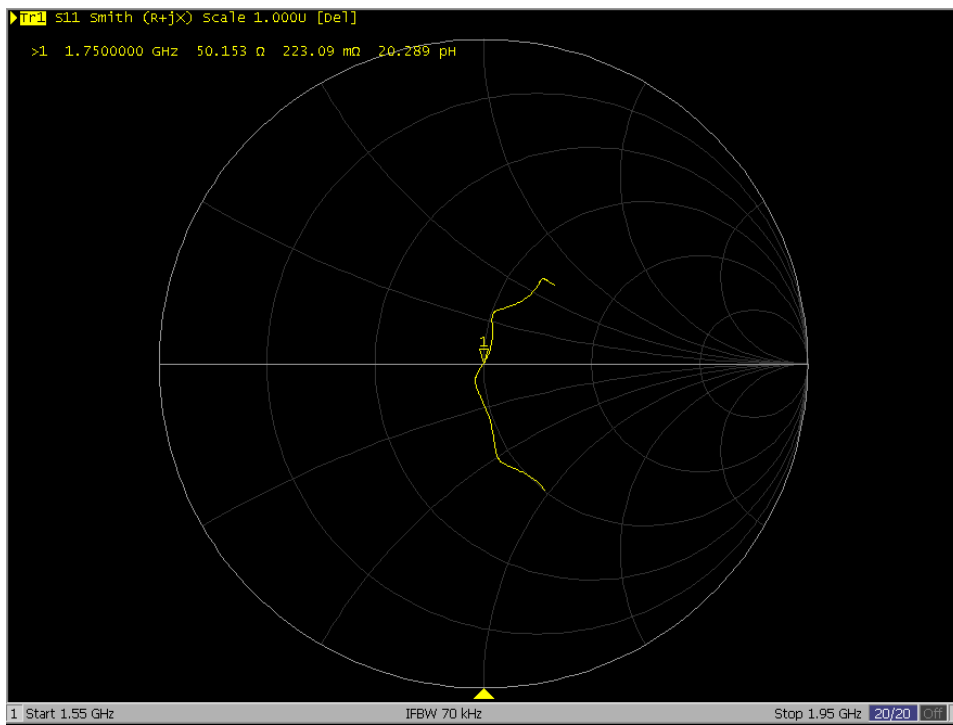 Tr1 S11 Smith (R+jX) Scale 1.000U [Del]
>1 1.7500000 GHz 50.153 Ω 223.09 mΩ 20.289 pH
1
1 Start 1.55 GHz IFBW 70 kHz Stop 1.95 GHz 20/20 Off